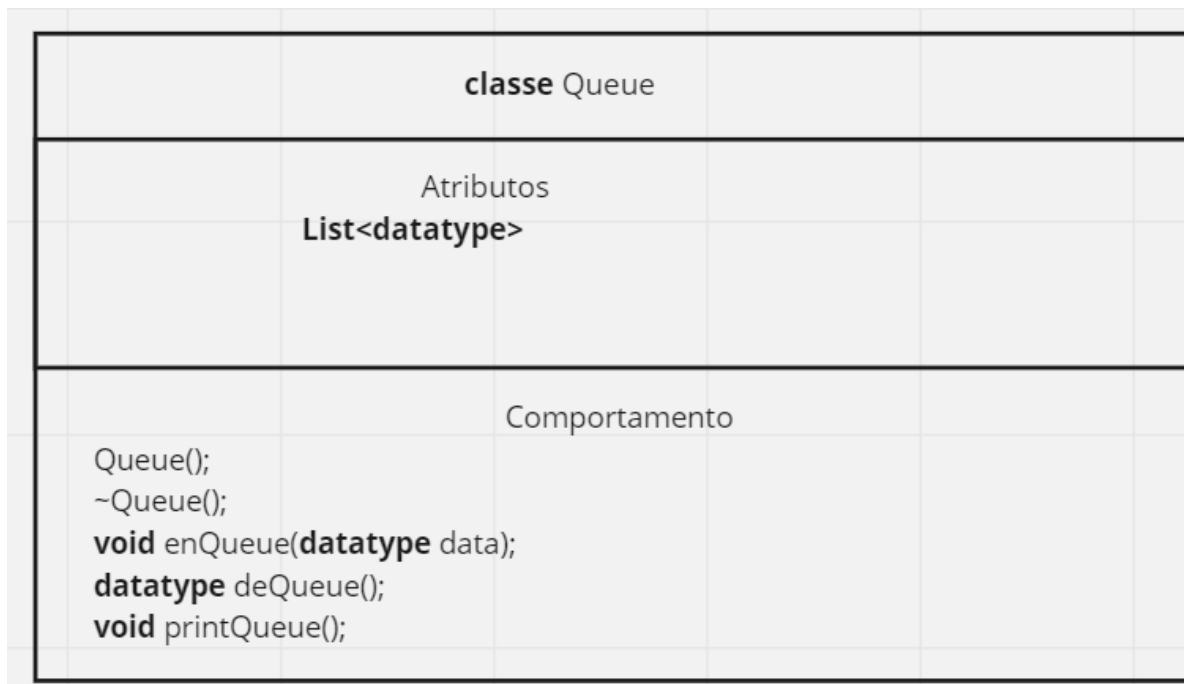 classe Queue
Atributos
List<datatype>
Comportamento
Queue();
~Queue();
void enQueue(datatype data);
datatype deQueue();
void printQueue();